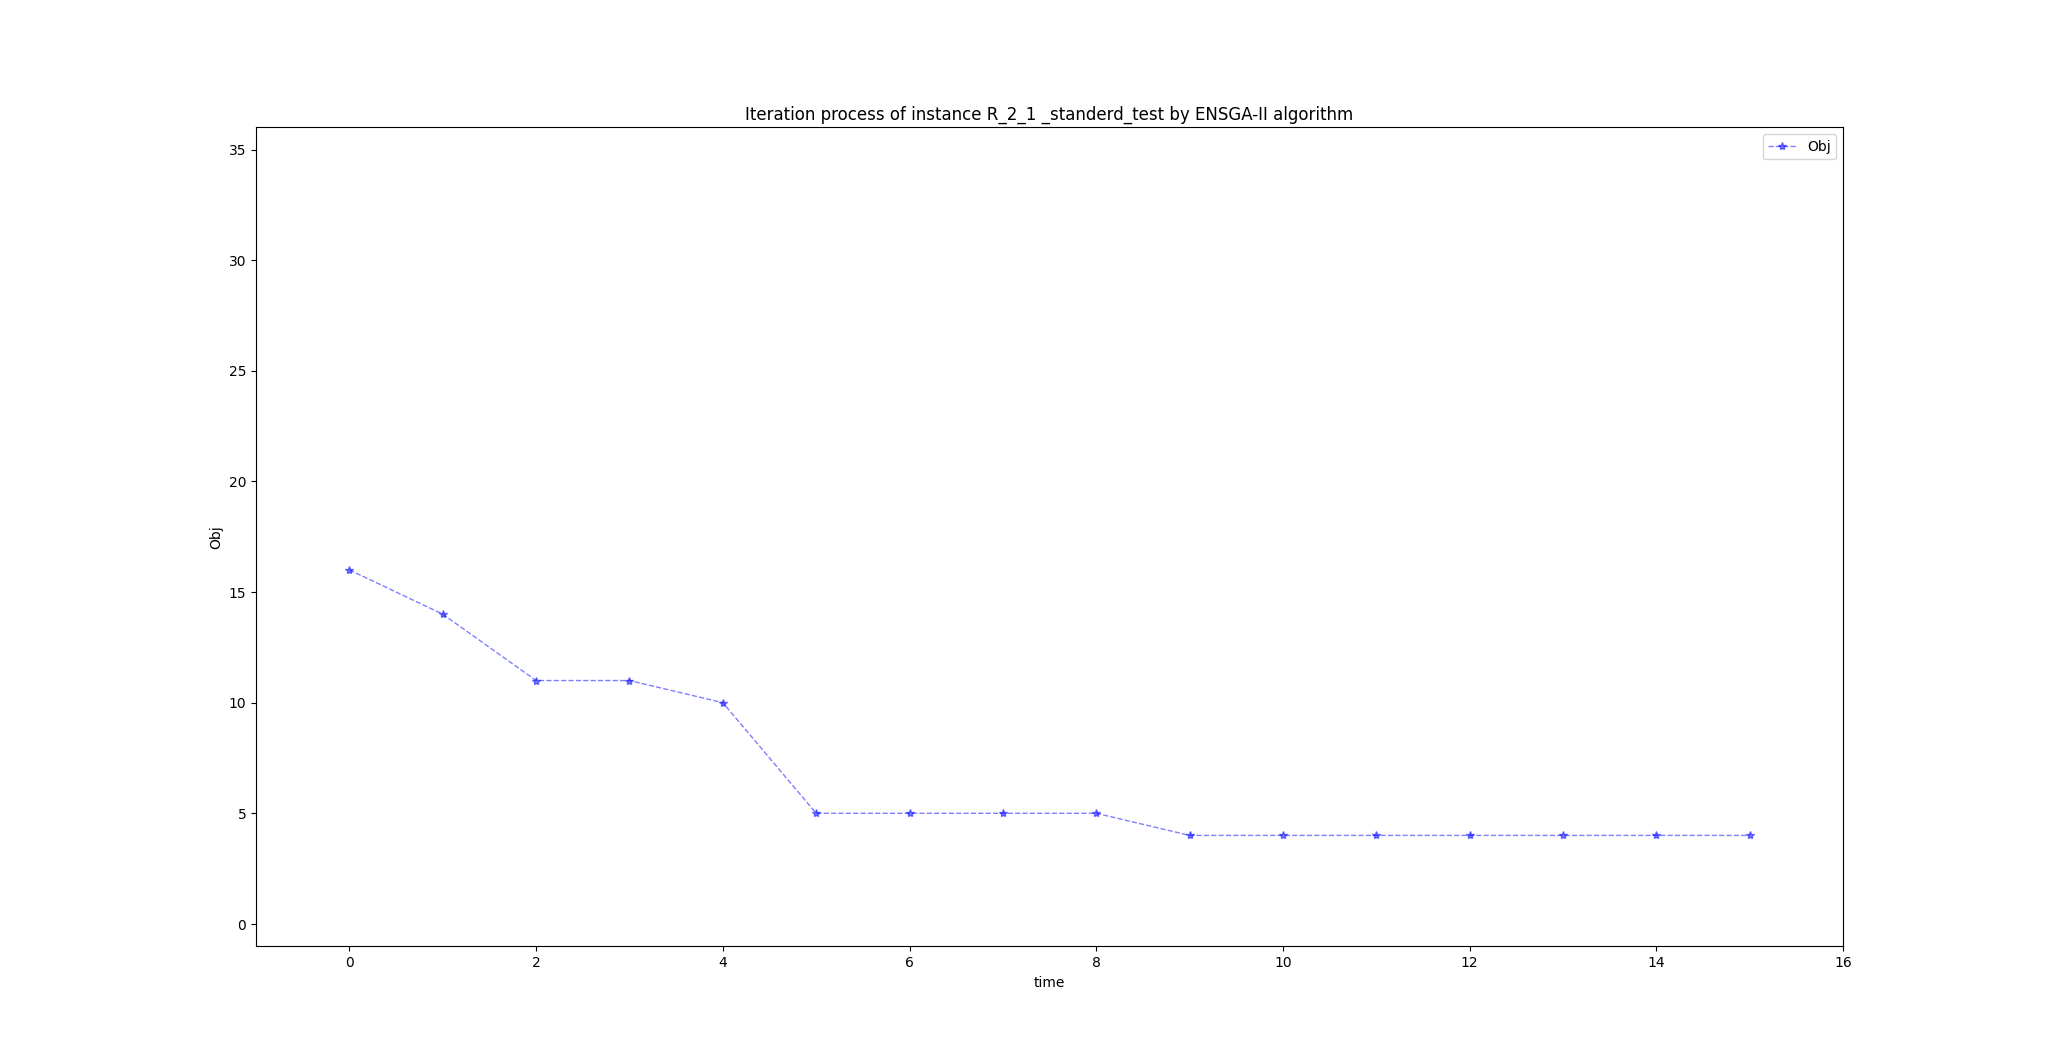 Iteration process of instance R_2_1 _standerd_test by ENSGA-II algorithm
Obj
35
30
25
20
15
10
5
0
Obj
0 2 4 6 8 10 12 14 16
time